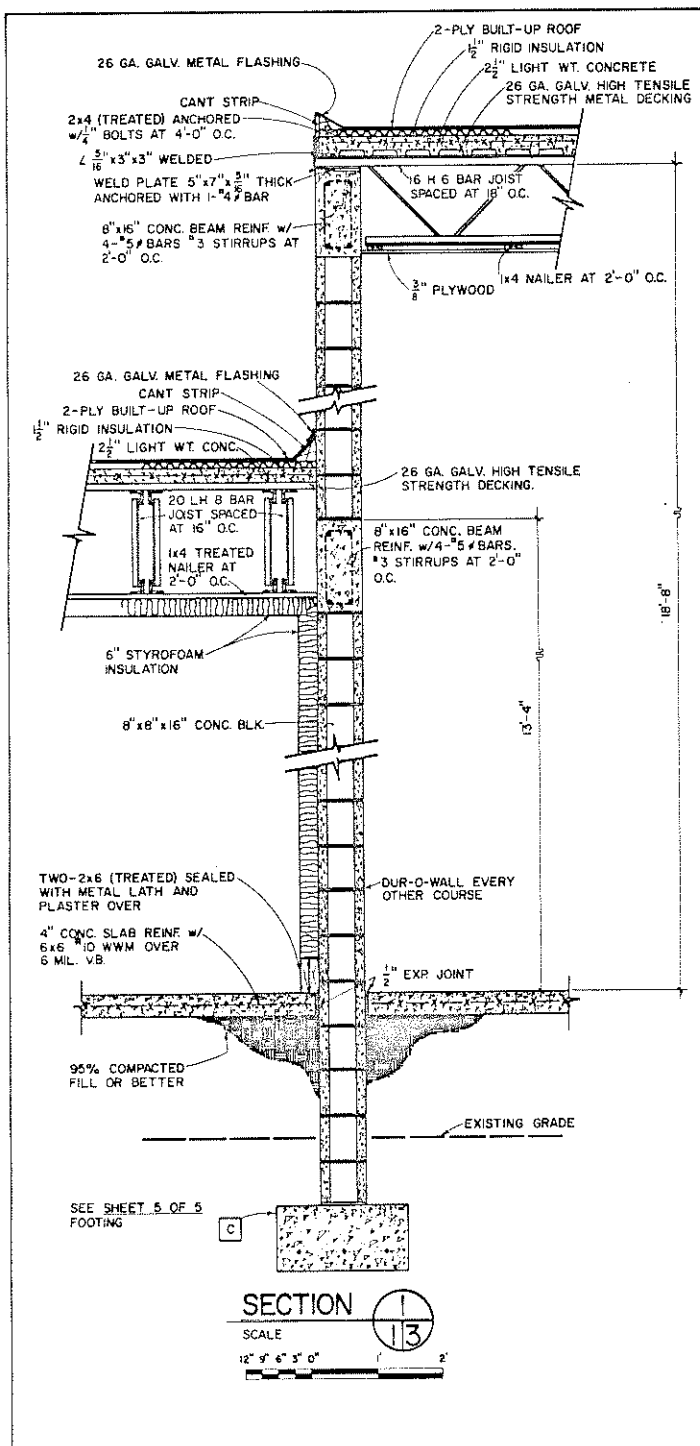 2-PLY BUILT-UP ROOF
1 1/2" RIGID INSULATION
2 1/2" LIGHT WT. CONCRETE
26 GA. GALV. HIGH TENSILE
STRENGTH METAL DECKING
26 GA. GALV. METAL FLASHING
CANT STRIP
2x4 (TREATED) ANCHORED
w/ 1/4" BOLTS AT 4'-0" O.C.
∠ 5/16"x3"x3" WELDED
WELD PLATE 5"x7"x 5/16" THICK
ANCHORED WITH 1-#4 ∅ BAR
16 H 6 BAR JOIST
SPACED AT 18" O.C.
8"x16" CONC. BEAM REINF. w/
4-#5 ∅ BARS #3 STIRRUPS AT
2'-0" O.C.
1x4 NAILER AT 2'-0" O.C.
3/8" PLYWOOD
26 GA. GALV. METAL FLASHING
CANT STRIP
2-PLY BUILT-UP ROOF
1 1/2" RIGID INSULATION
2 1/2" LIGHT WT. CONC.
26 GA. GALV. HIGH TENSILE
STRENGTH DECKING.
20 LH 8 BAR
JOIST SPACED
AT 16" O.C.
1x4 TREATED
NAILER AT
2'-0" O.C.
8"x16" CONC. BEAM
REINF. w/4-#5 ∅ BARS.
#3 STIRRUPS AT 2'-0"
O.C.
18'-8"
6" STYROFOAM
INSULATION
8"x8"x16" CONC. BLK.
13'-4"
TWO-2x6 (TREATED) SEALED
WITH METAL LATH AND
PLASTER OVER
DUR-O-WALL EVERY
OTHER COURSE
4" CONC. SLAB REINF. w/
6x6 #10 WWM OVER
6 MIL. V.B.
1/2" EXP. JOINT
95% COMPACTED
FILL OR BETTER
EXISTING GRADE
SEE SHEET 5 OF 5
FOOTING
C
SECTION
1
1 3
SCALE
12" 9" 6" 3" 0" 1' 2'